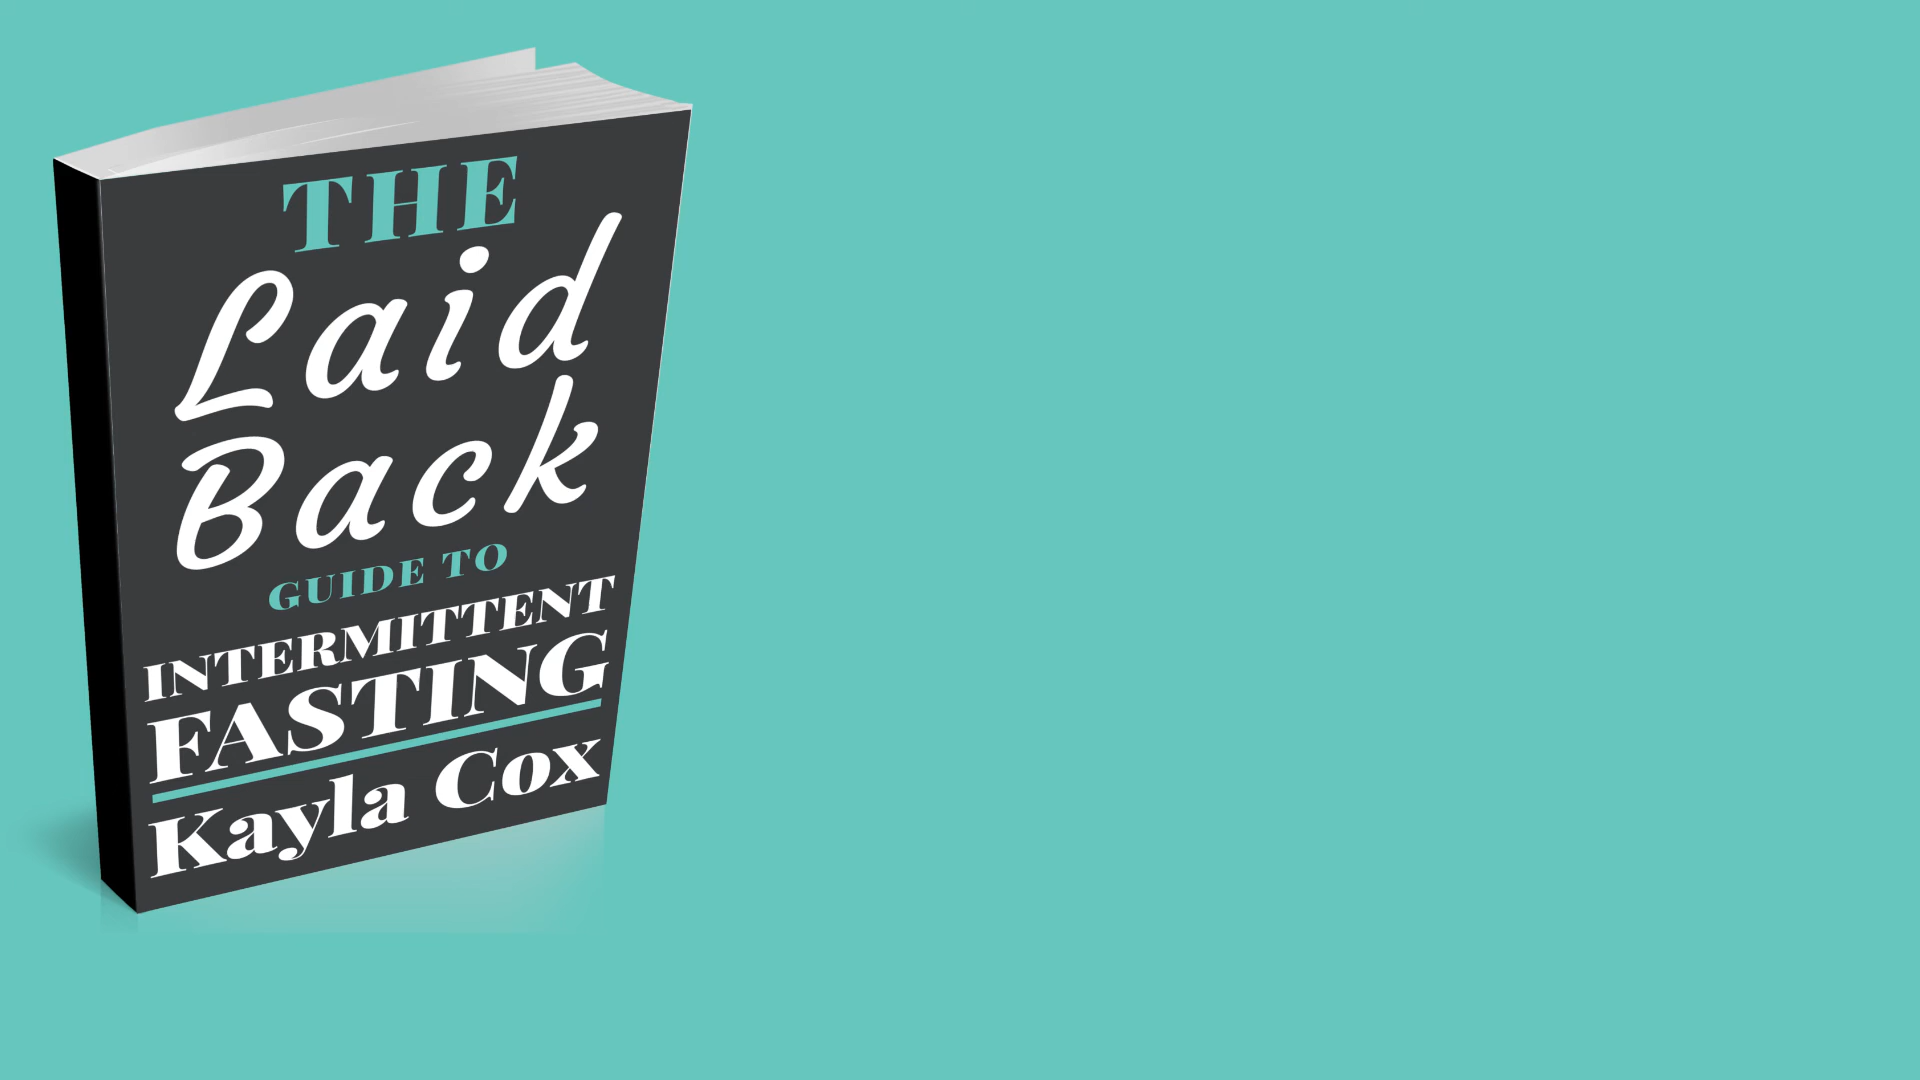 THE
Laid
Back
GUIDE TO
INTERMITTENT
FASTING
Kayla Cox